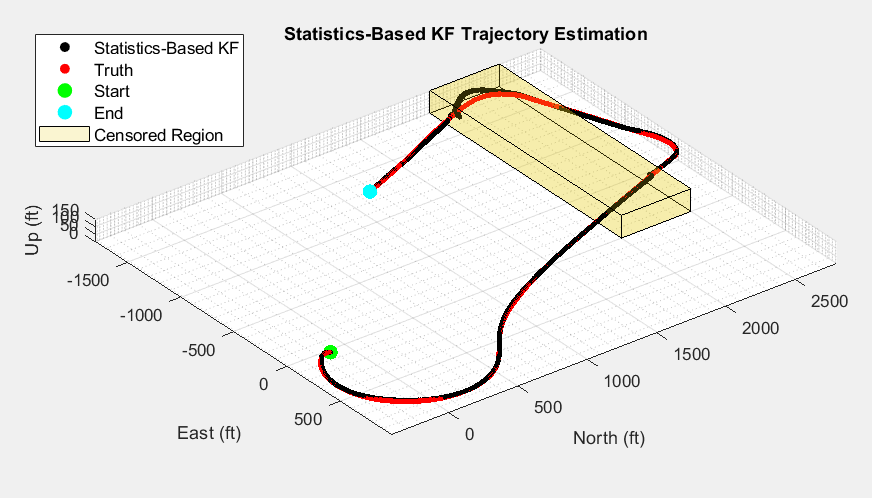 Statistics-Based KF Trajectory Estimation
Statistics-Based KF
Truth
Start
End
Censored Region
150
100
50
0
Up (ft)
-1500
-1000
-500
0
500
East (ft)
0
500
1000
1500
2000
2500
North (ft)